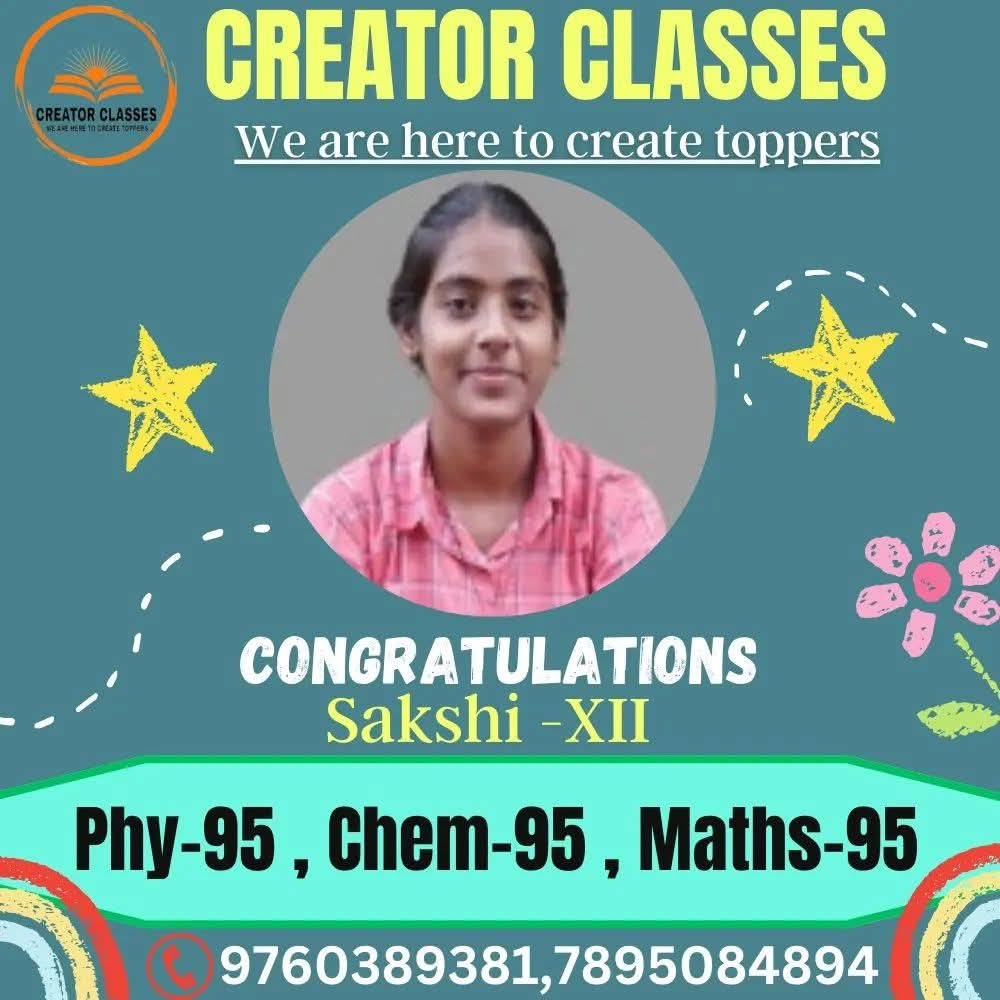 CREATOR CLASSES
We are here to create toppers
CREATOR CLASSES
WE ARE HERE TO CREATE TOPPERS...
CONGRATULATIONS
Sakshi -XII
Phy-95 , Chem-95 , Maths-95
9760389381,7895084894